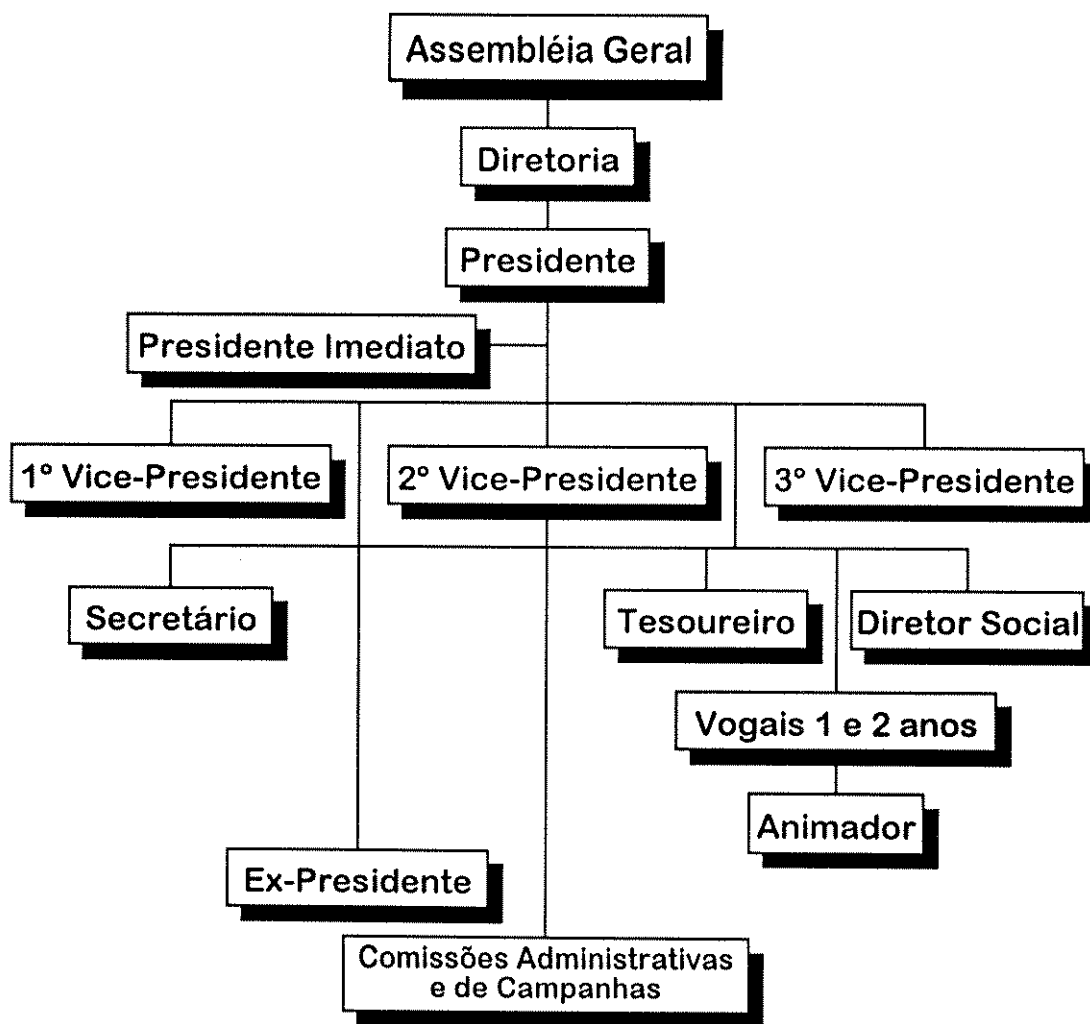 Assembléia Geral
Diretoria
Presidente
Presidente Imediato
1º Vice-Presidente
2º Vice-Presidente
3º Vice-Presidente
Secretário
Tesoureiro
Diretor Social
Vogais 1 e 2 anos
Animador
Ex-Presidente
Comissões Administrativas
e de Campanhas